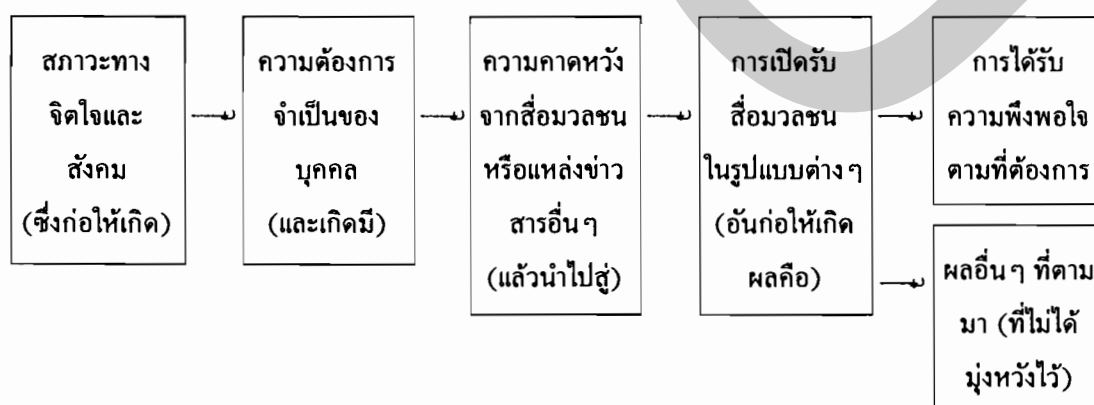 สภาวะทาง
จิตใจและ
สังคม
(ซึ่งก่อให้เกิด)
ความต้องการ
จำเป็นของ
บุคคล
(และเกิดมี)
ความคาดหวัง
จากสื่อมวลชน
หรือแหล่งข่าว
สารอื่นๆ
(แล้วนำไปสู่)
การเปิดรับ
สื่อมวลชน
ในรูปแบบต่างๆ
(อันก่อให้เกิด
ผลคือ)
การได้รับ
ความพึงพอใจ
ตามที่ต้องการ
ผลอื่นๆ ที่ตาม
มา (ที่ไม่ได้
มุ่งหวังไว้)